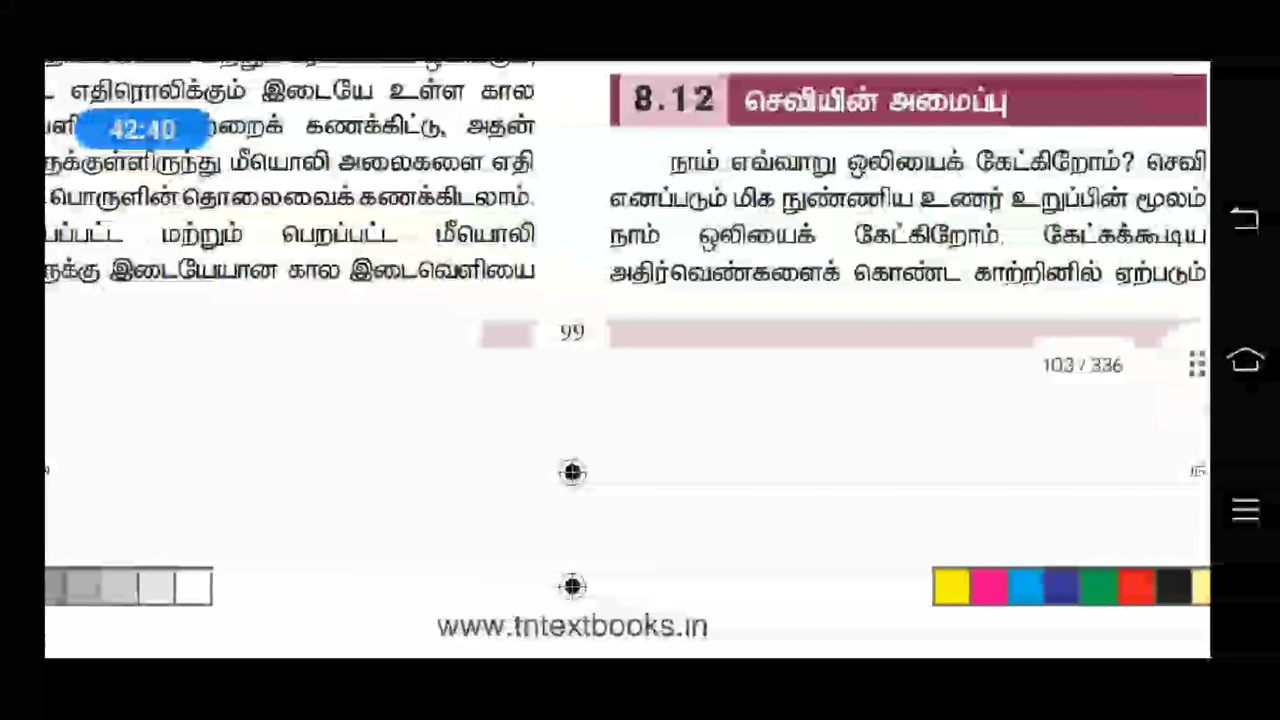 எதிரொலிக்கும் இடையே உள்ள கால
42:40
கணக்கிட்டு, அதன்
ருக்குள்ளிருந்து மீயொலி அலைகளை எதி
பொருளின் தொலைவைக் கணக்கிடலாம்.
யப்பட்ட மற்றும் பெறப்பட்ட மீயொலி
ருக்கு இடையேயான கால இடைவெளியை
8.12 செவியின் அமைப்பு
நாம் எவ்வாறு ஒலியைக் கேட்கிறோம்? செவி
எனப்படும் மிக நுண்ணிய உணர் உறுப்பின் மூலம்
நாம் ஒலியைக் கேட்கிறோம். கேட்கக்கூடிய
அதிர்வெண்களைக் கொண்ட காற்றினில் ஏற்படும்
99
103 / 336
www.tntextbooks.in